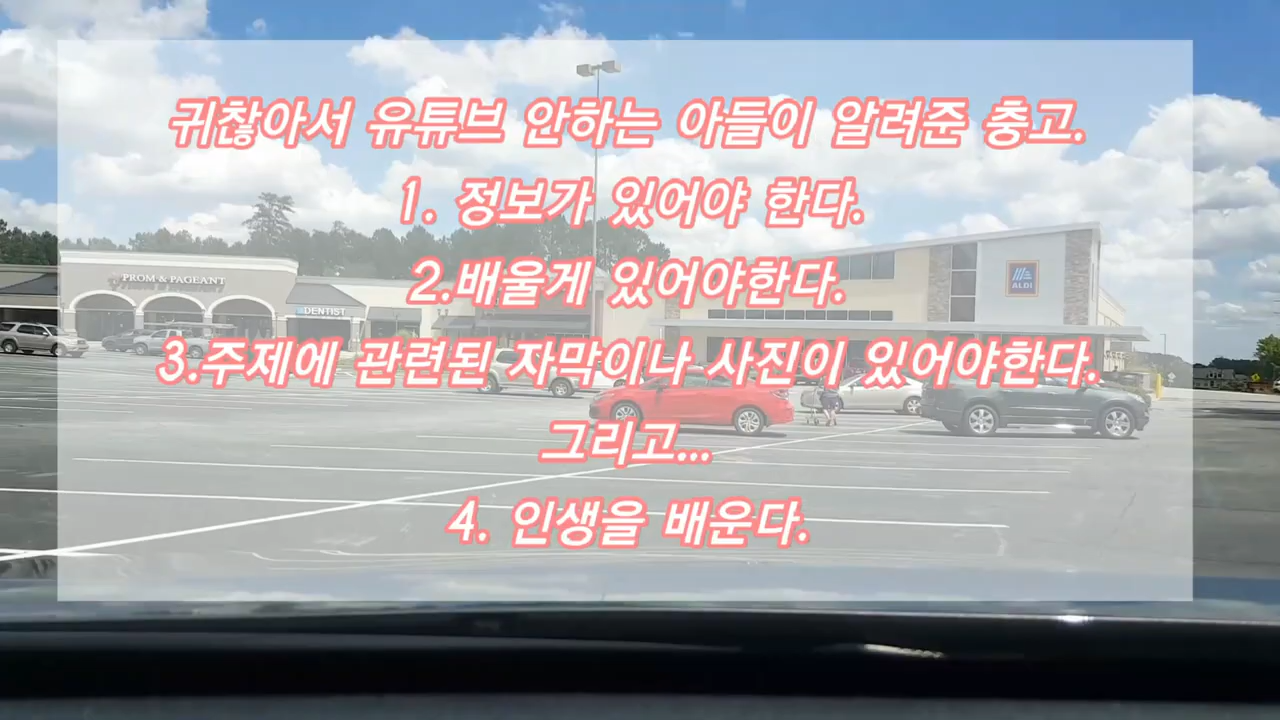 귀찮아서 유튜브 안하는 아들이 알려준 충고.
1. 정보가 있어야 한다.
2.배울게 있어야한다.
3.주제에 관련된 자막이나 사진이 있어야한다.
그리고...
4. 인생을 배운다.
PROM & PAGEANT
DENTIST
ALDI